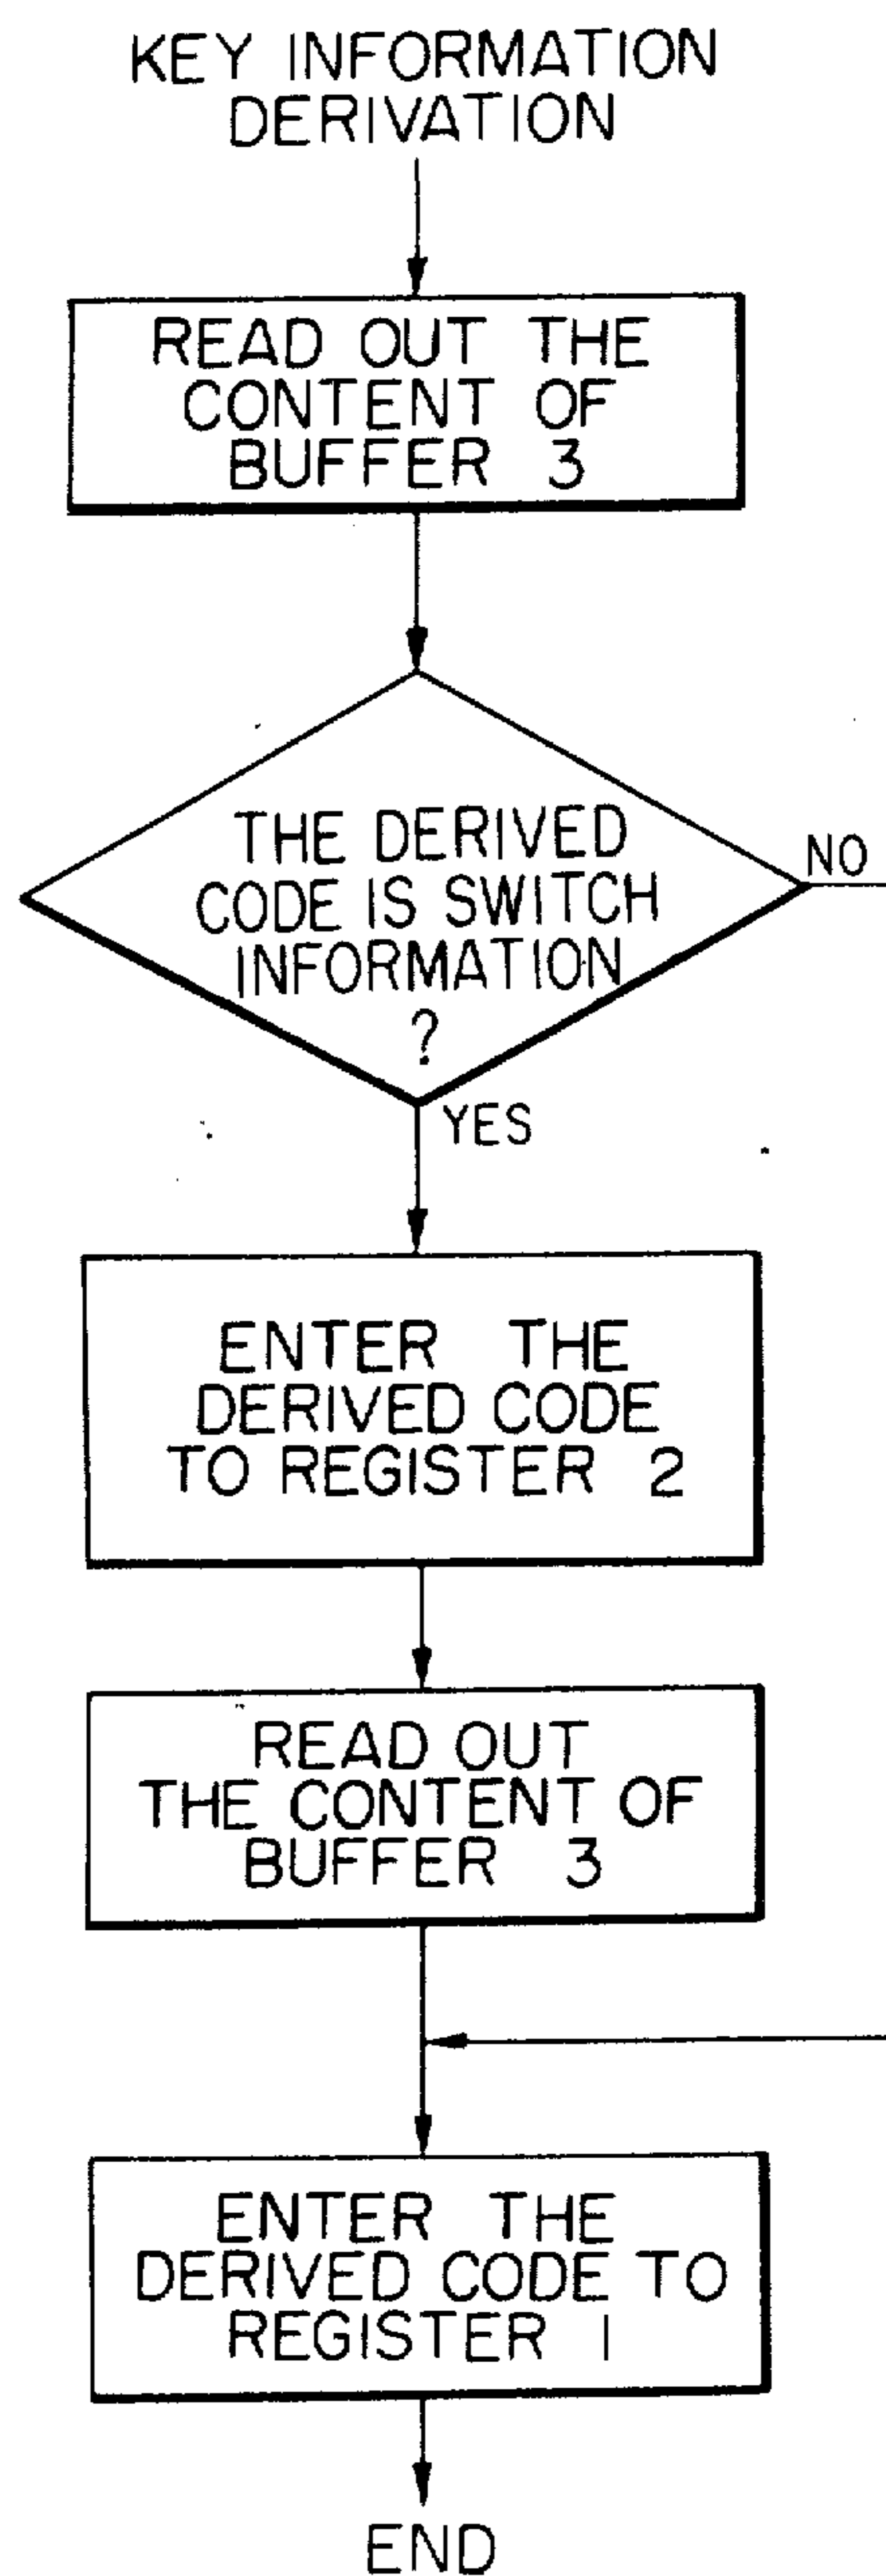 KEY INFORMATION
DERIVATION
READ OUT THE
CONTENT OF
BUFFER 3
THE DERIVED
CODE IS SWITCH
INFORMATION
?
NO
YES
ENTER THE
DERIVED CODE
TO REGISTER 2
READ OUT
THE CONTENT OF
BUFFER 3
ENTER THE
DERIVED CODE TO
REGISTER 1
END